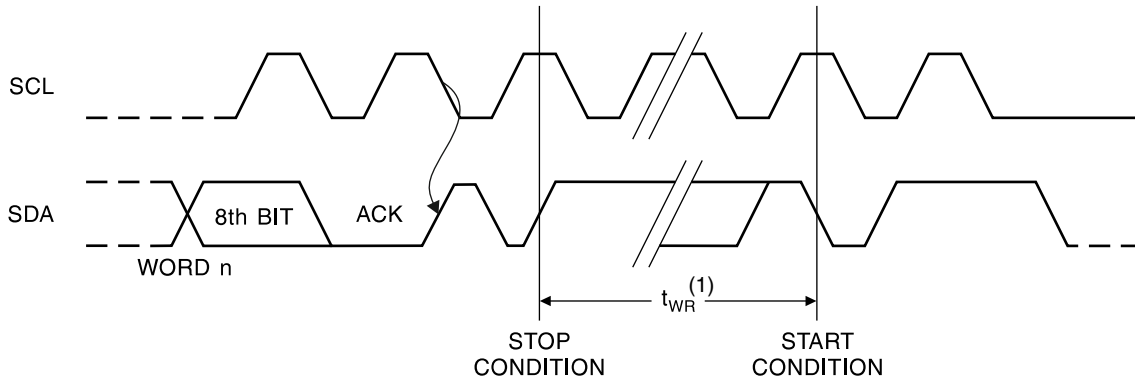 SCL
SDA
8th BIT
ACK
WORD n
tWR(1)
STOP
CONDITION
START
CONDITION